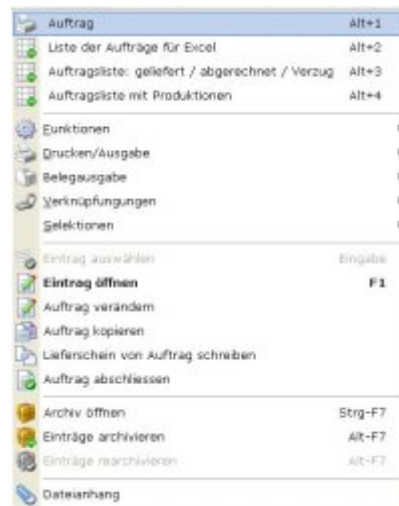 Auftrag Alt+1
Liste der Aufträge für Excel Alt+2
Auftragsliste: geliefert / abgerechnet / Verzug Alt+3
Auftragsliste mit Produktionen Alt+4
Funktionen
Drucken/Ausgabe
Belegausgabe
Verknüpfungungen
Selektionen
Eintrag auswählen Eingabe
Eintrag öffnen F1
Auftrag verändern
Auftrag kopieren
Lieferschein von Auftrag schreiben
Auftrag abschliessen
Archiv öffnen Strg-F7
Einträge archivieren Alt-F7
Einträge rearchivieren Alt-F7
Dateianhang